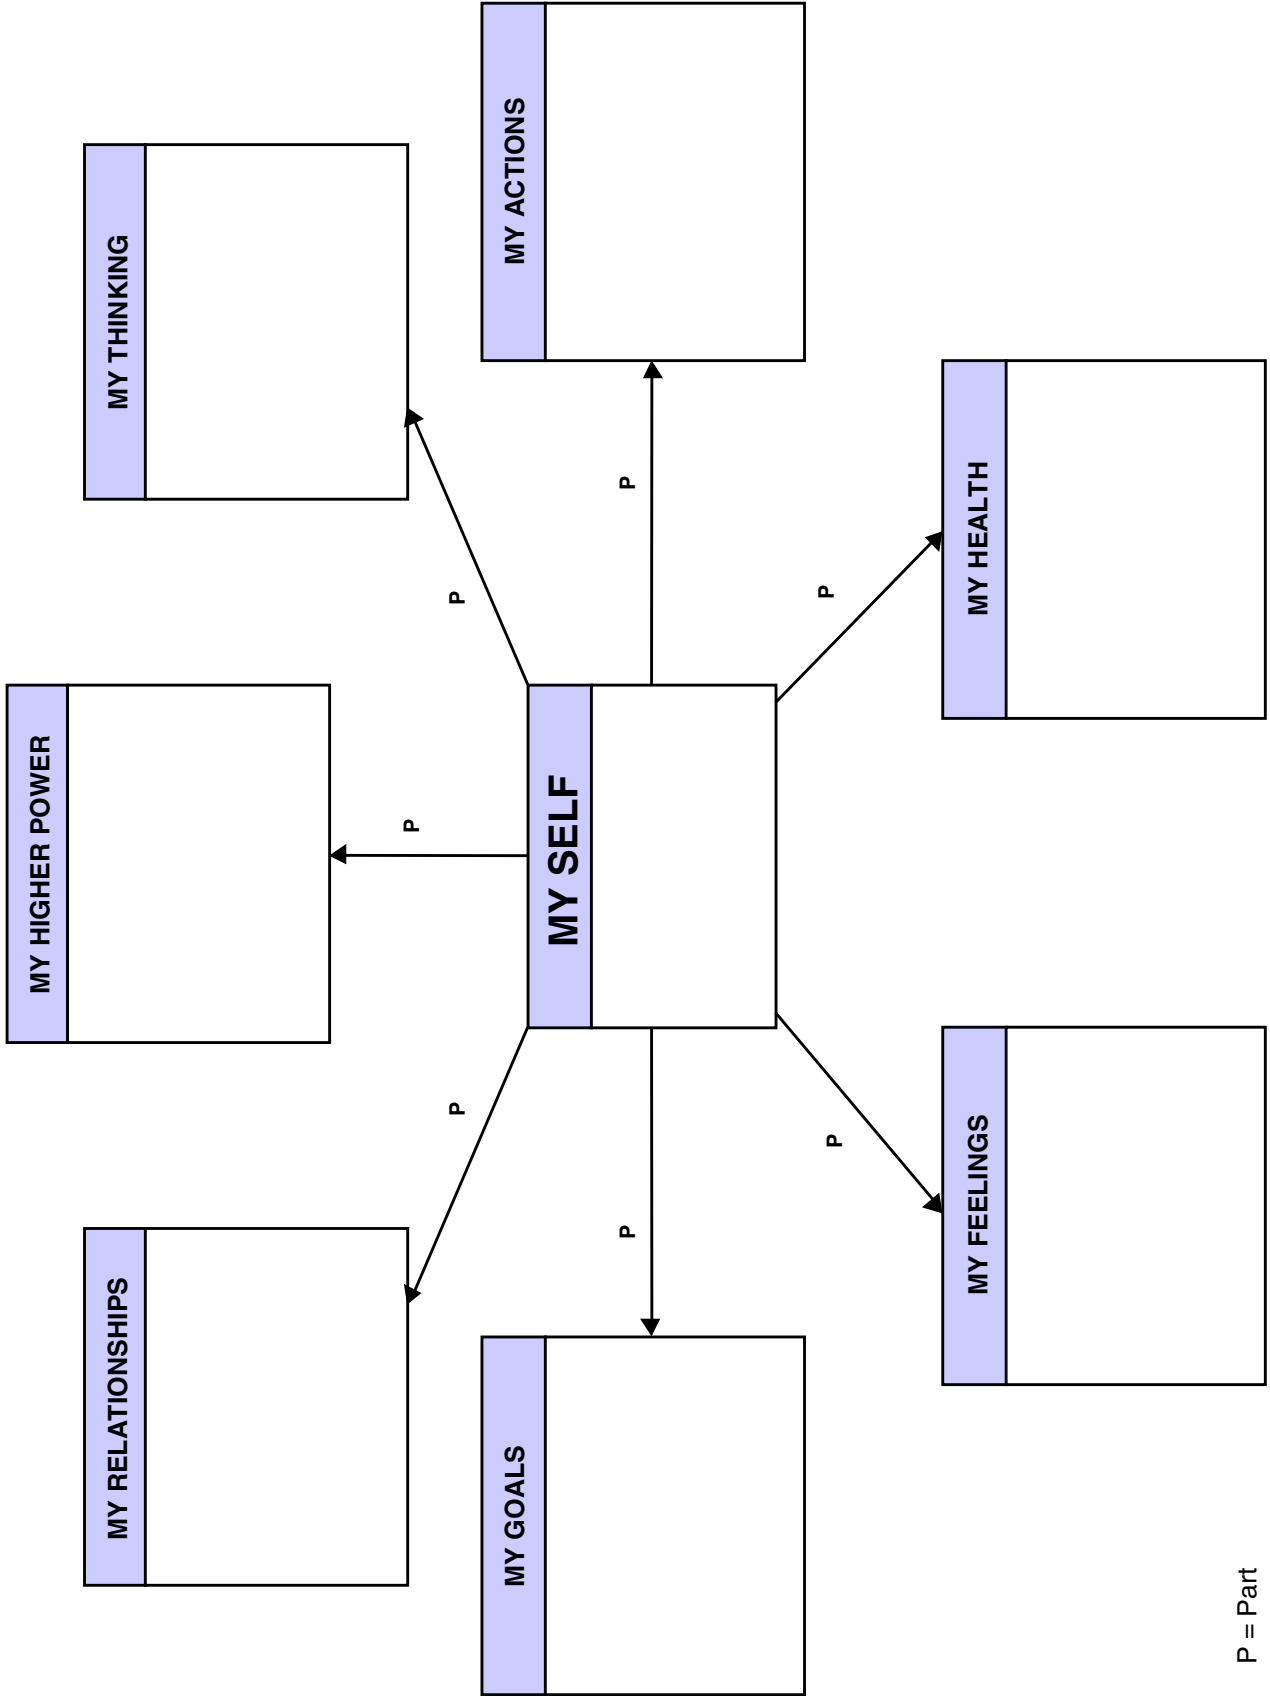 MY HIGHER POWER
MY RELATIONSHIPS
MY THINKING
P
P
P
MY GOALS
P
MY SELF
P
MY ACTIONS
P
P
MY FEELINGS
MY HEALTH
P = Part